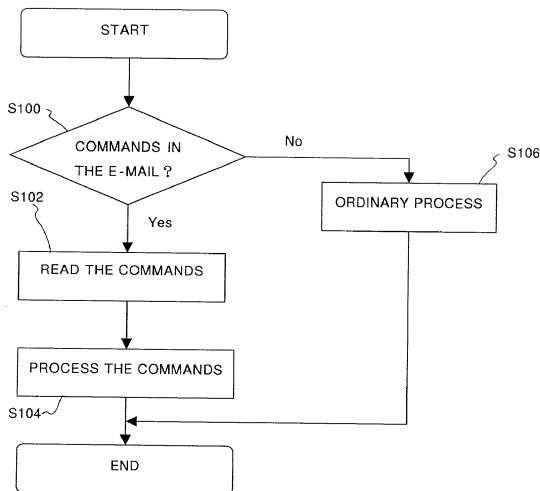 START
S100
COMMANDS IN
THE E-MAIL ?
No
S106
ORDINARY PROCESS
S102
Yes
READ THE COMMANDS
PROCESS THE COMMANDS
S104
END